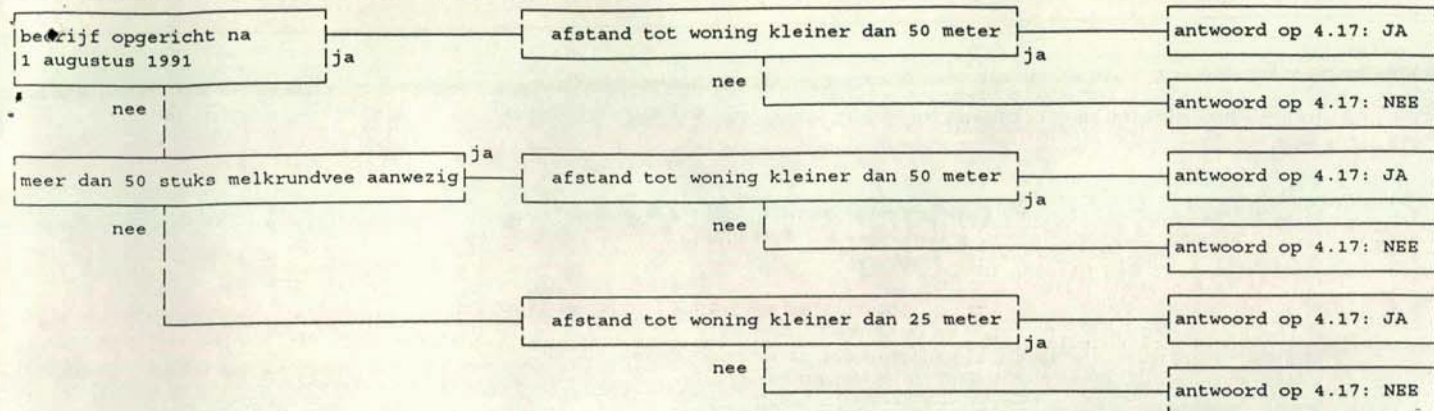 bedrijf opgericht na
1 augustus 1991
ja
afstand tot woning kleiner dan 50 meter
ja
antwoord op 4.17: JA
nee
antwoord op 4.17: NEE
nee
meer dan 50 stuks melkrundvee aanwezig
ja
afstand tot woning kleiner dan 50 meter
ja
antwoord op 4.17: JA
nee
antwoord op 4.17: NEE
nee
afstand tot woning kleiner dan 25 meter
ja
antwoord op 4.17: JA
nee
antwoord op 4.17: NEE